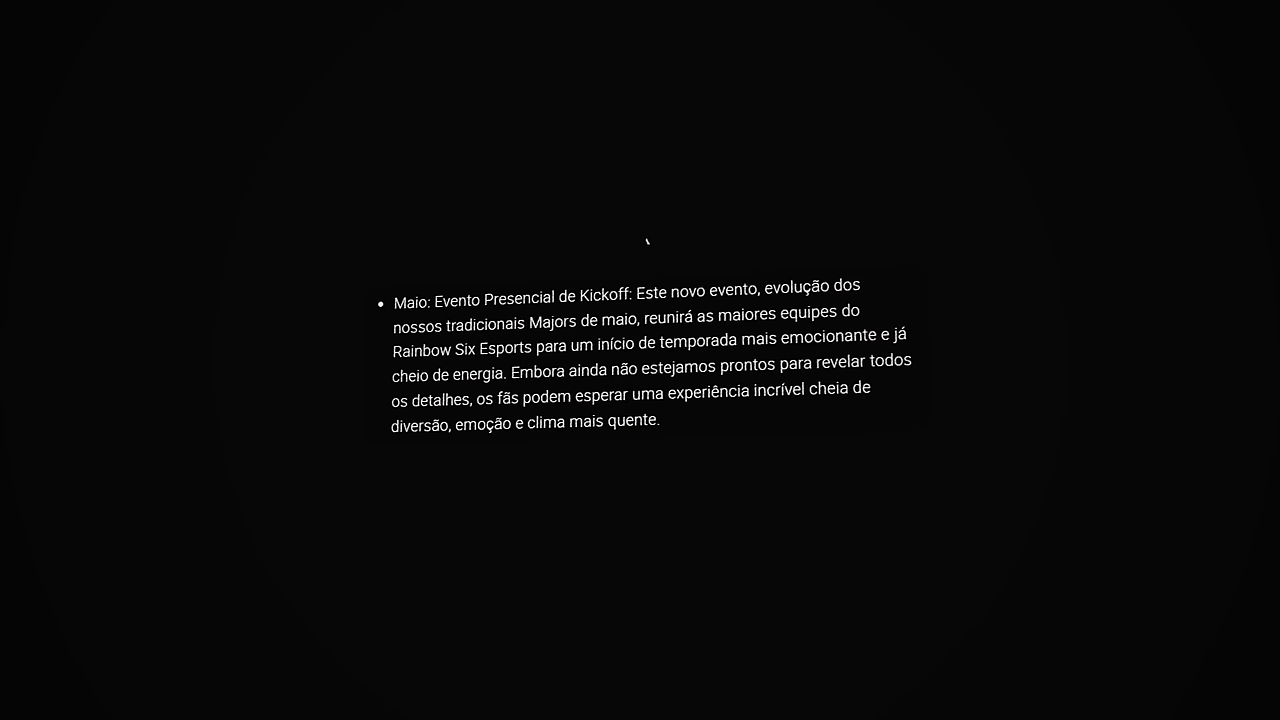 • Maio: Evento Presencial de Kickoff: Este novo evento, evolução dos
nossos tradicionais Majors de maio, reunirá as maiores equipes do
Rainbow Six Esports para um início de temporada mais emocionante e já
cheio de energia. Embora ainda não estejamos prontos para revelar todos
os detalhes, os fãs podem esperar uma experiência incrível cheia de
diversão, emoção e clima mais quente.